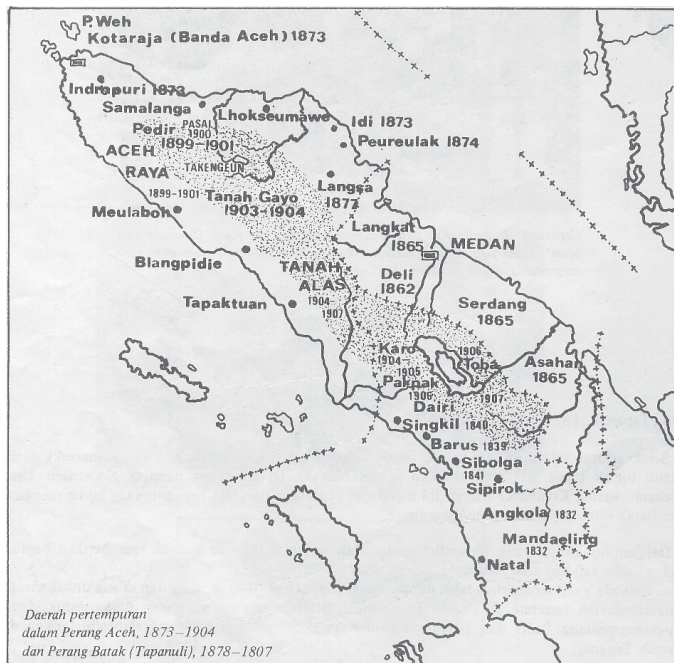 P. Weh
Kotaraja (Banda Aceh) 1873
Indrapuri 1873
Samalanga
Lhokseumawe
Idi 1873
Peureulak 1874
Pedir
PASAI
1900
1899-1901
ACEH
RAYA
TAKENGEUN
1899-1901
Tanah Gayo
1903-1904
Langsa
1877
Meulaboh
Langkat
1865
MEDAN
Blangpidie
Deli
1862
TANAH
ALAS
1904
1907
Tapaktuan
Serdang
1865
Karo
1904-
1905
1906
Toba
Asahan
1865
Pakpak
1906
1907
Dairi
Singkil 1840
Barus 1839
Sibolga
1841
Sipirok
Angkola 1832
Mandaeling
1832
Natal
Daerah pertempuran
dalam Perang Aceh, 1873–1904
dan Perang Batak (Tapanuli), 1878–1807